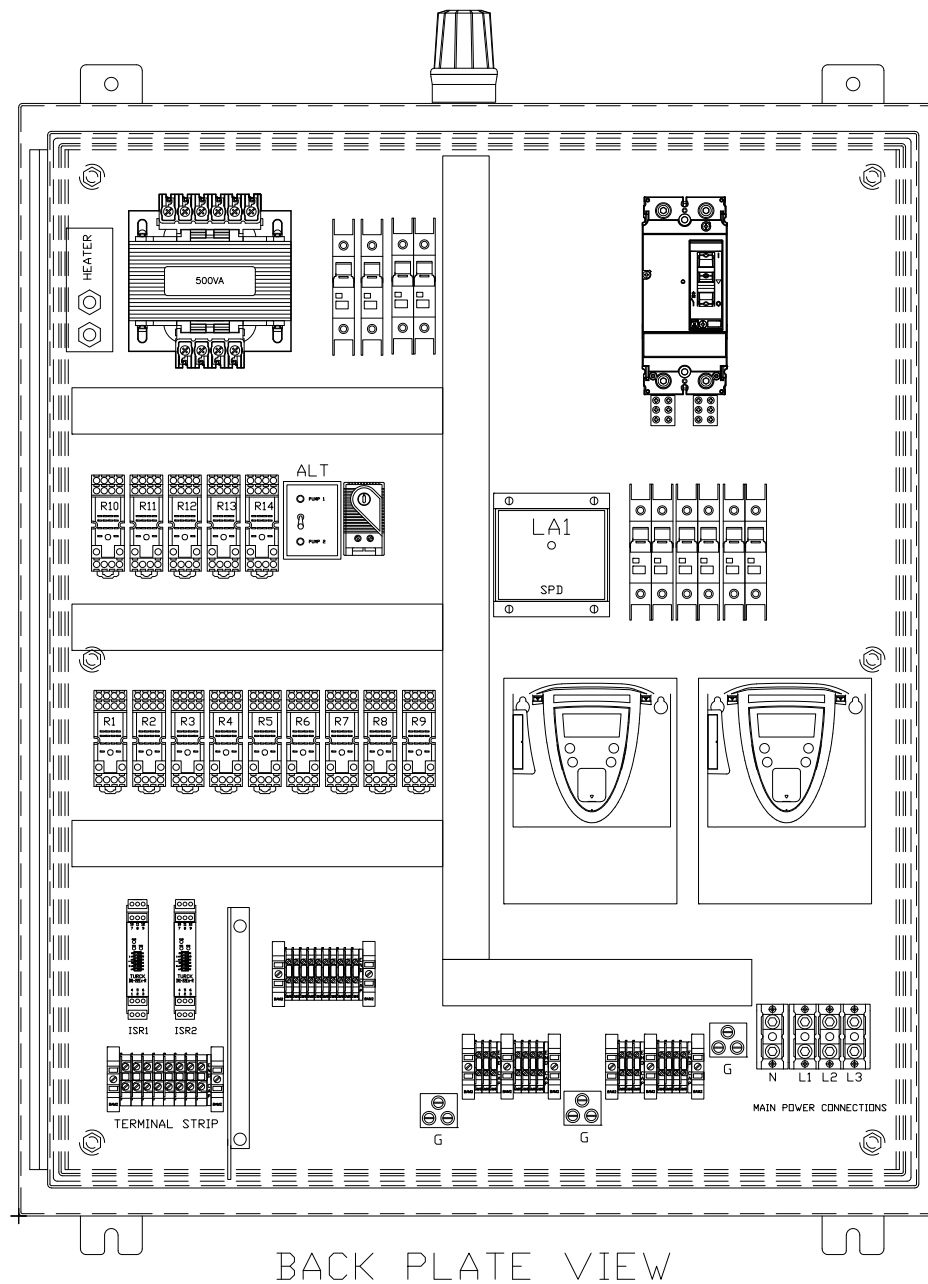 HEATER
500VA
ALT
R10 R11 R12 R13 R14
PUMP 1
PUMP 2
LA1
SPD
R1 R2 R3 R4 R5 R6 R7 R8 R9
TURCK TURCK
ISR1 ISR2
TERMINAL STRIP
G
G
G
N L1 L2 L3
MAIN POWER CONNECTIONS
BACK PLATE VIEW